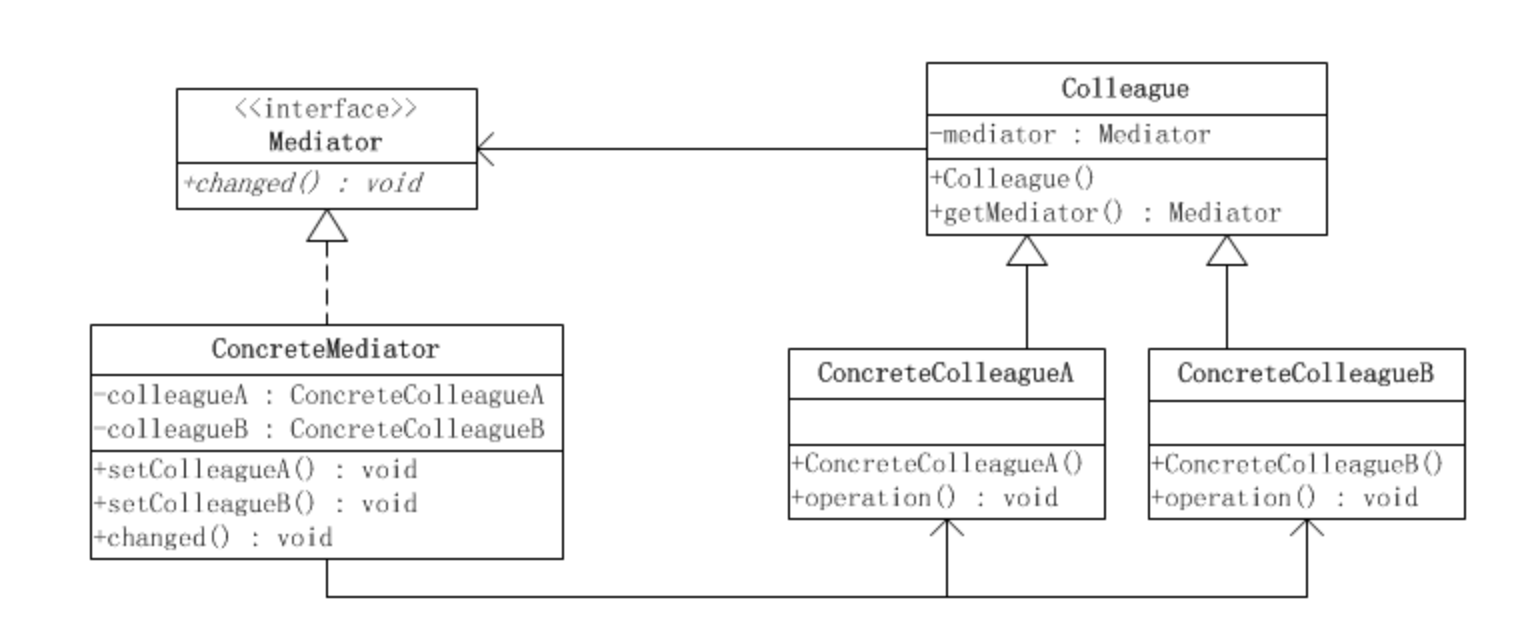 <<interface>>
Mediator
+changed() : void
Colleague
-mediator : Mediator
+Colleague()
+getMediator() : Mediator
ConcreteMediator
-colleagueA : ConcreteColleagueA
-colleagueB : ConcreteColleagueB
+setColleagueA() : void
+setColleagueB() : void
+changed() : void
ConcreteColleagueA
+ConcreteColleagueA()
+operation() : void
ConcreteColleagueB
+ConcreteColleagueB()
+operation() : void